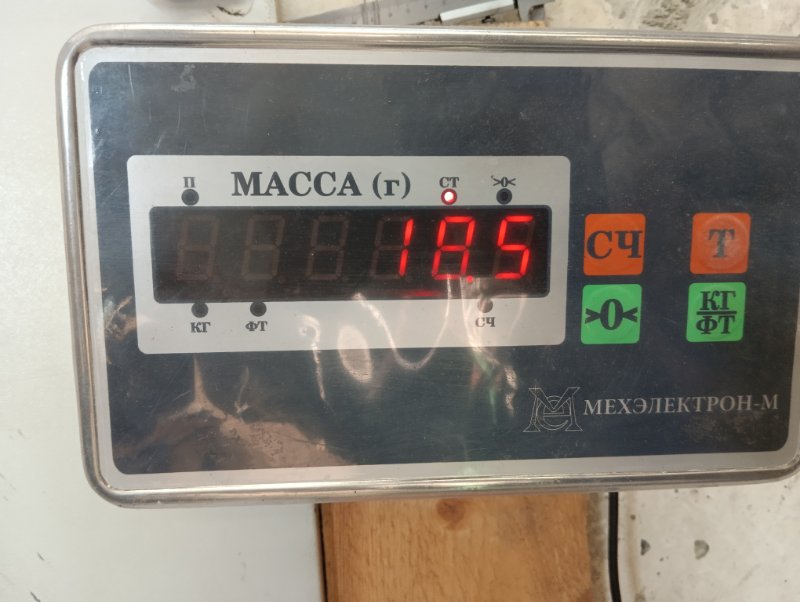 П МАССА (г) СТ >0<
18.5
КГ ФТ СЧ
СЧ Т
>0< КГ/ФТ
МЕХЭЛЕКТРОН-М